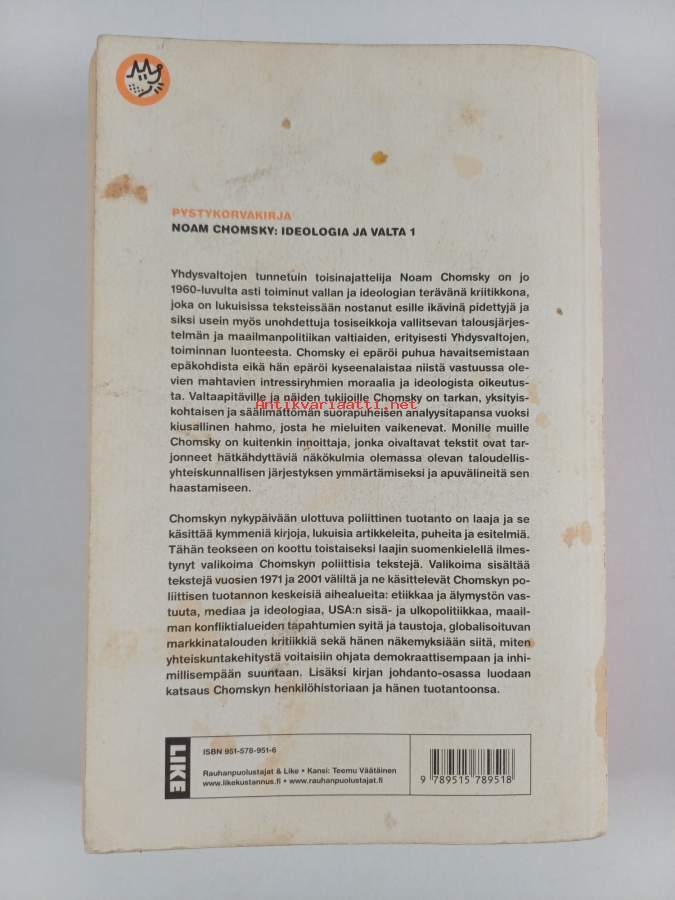 PYSTYKORVAKIRJA
NOAM CHOMSKY: IDEOLOGIA JA VALTA 1
Yhdysvaltojen tunnetuin toisinajattelija Noam Chomsky on jo
1960-luvulta asti toiminut vallan ja ideologian terävänä kriitikkona,
joka on lukuisissa teksteissään nostanut esille ikävinä pidettyjä ja
siksi usein myös unohdettuja tosiseikkoja vallitsevan talousjärjes-
telmän ja maailmanpolitiikan valtiaiden, erityisesti Yhdysvaltojen,
toiminnan luonteesta. Chomsky ei epäröi puhua havaitsemistaan
epäkohdista eikä hän epäröi kyseenalaistaa niistä vastuussa ole-
vien mahtavien intressiryhmien moraalia ja ideologista oikeutus-
ta. Valtaapitäville ja näiden tukijoille Chomsky on tarkan, yksityis-
Antikvariaatti.net
kohtaisen ja säälimättömän suorapuheisen analyysitapansa vuoksi
kiusallinen hahmo, josta he mieluiten vaikenevat. Monille muille
Chomsky on kuitenkin innoittaja, jonka oivaltavat tekstit ovat tar-
jonneet hätkähdyttäviä näkökulmia olemassa olevan taloudellis-
yhteiskunnallisen järjestyksen ymmärtämiseksi ja apuvälineitä sen
haastamiseen.
Chomskyn nykypäivään ulottuva poliittinen tuotanto on laaja ja se
käsittää kymmeniä kirjoja, lukuisia artikkeleita, puheita ja esitelmiä.
Tähän teokseen on koottu toistaiseksi laajin suomenkielellä ilmes-
tynyt valikoima Chomskyn poliittisia tekstejä. Valikoima sisältää
tekstejä vuosien 1971 ja 2001 väliltä ja ne käsittelevät Chomskyn po-
liittisen tuotannon keskeisiä aihealueita: etiikkaa ja älymystön vas-
tuuta, mediaa ja ideologiaa, USA:n sisä- ja ulkopolitiikkaa, maail-
man konfliktialueiden tapahtumien syitä ja taustoja, globalisoituvan
markkinatalouden kritiikkiä sekä hänen näkemyksiään siitä, miten
yhteiskuntakehitystä voitaisiin ohjata demokraattisempaan ja inhi-
millisempään suuntaan. Lisäksi kirjan johdanto-osassa luodaan
katsaus Chomskyn henkilöhistoriaan ja hänen tuotantoonsa.
LIKE
ISBN 951-578-951-6
Rauhanpuolustajat & Like • Kansi: Teemu Väätäinen
www.likekustannus.fi • www.rauhanpuolustajat.fi
9 789515 789518